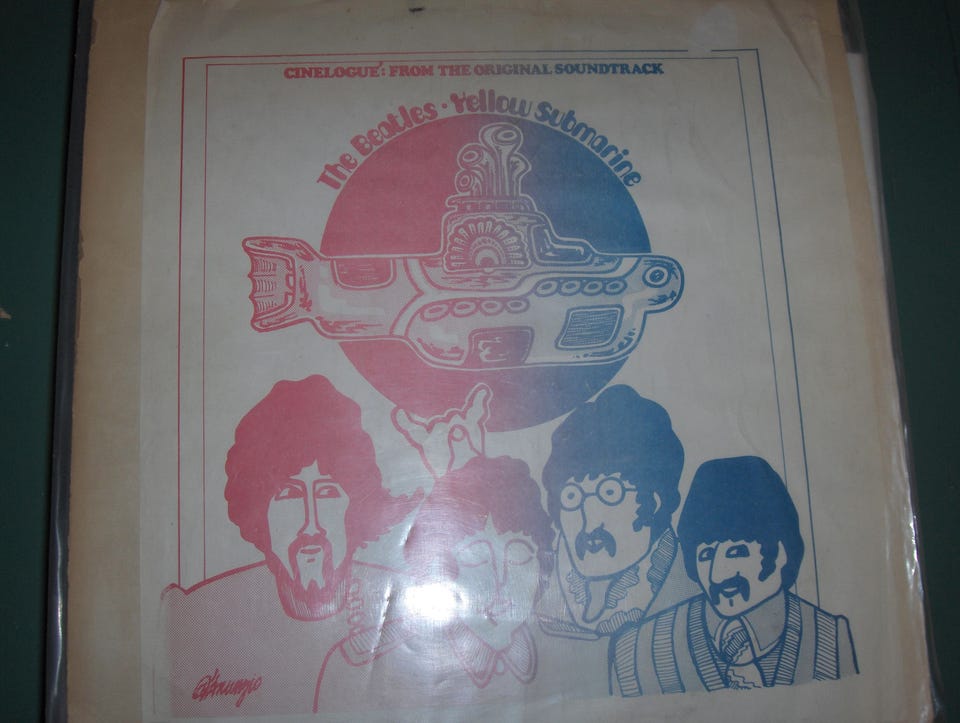 CINELOGUE': FROM THE ORIGINAL SOUNDTRACK
The Beatles · Yellow Submarine